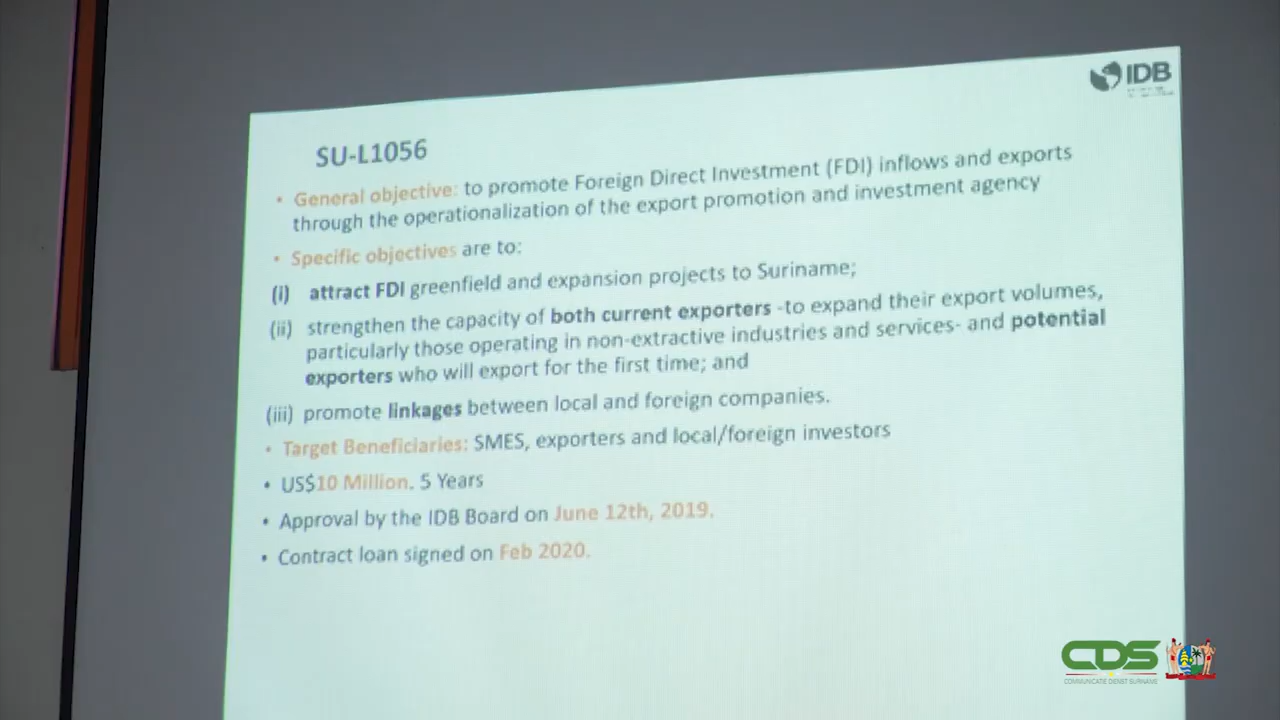 IDB
SU-L1056
• General objective: to promote Foreign Direct Investment (FDI) inflows and exports
through the operationalization of the export promotion and investment agency
• Specific objectives are to:
(i) attract FDI greenfield and expansion projects to Suriname;
(ii) strengthen the capacity of both current exporters -to expand their export volumes,
particularly those operating in non-extractive industries and services- and potential
exporters who will export for the first time; and
(iii) promote linkages between local and foreign companies.
• Target Beneficiaries: SMES, exporters and local/foreign investors
• US$10 Million. 5 Years
• Approval by the IDB Board on June 12th, 2019.
• Contract loan signed on Feb 2020.
CDS
COMMUNICATIE DIENST SURINAME